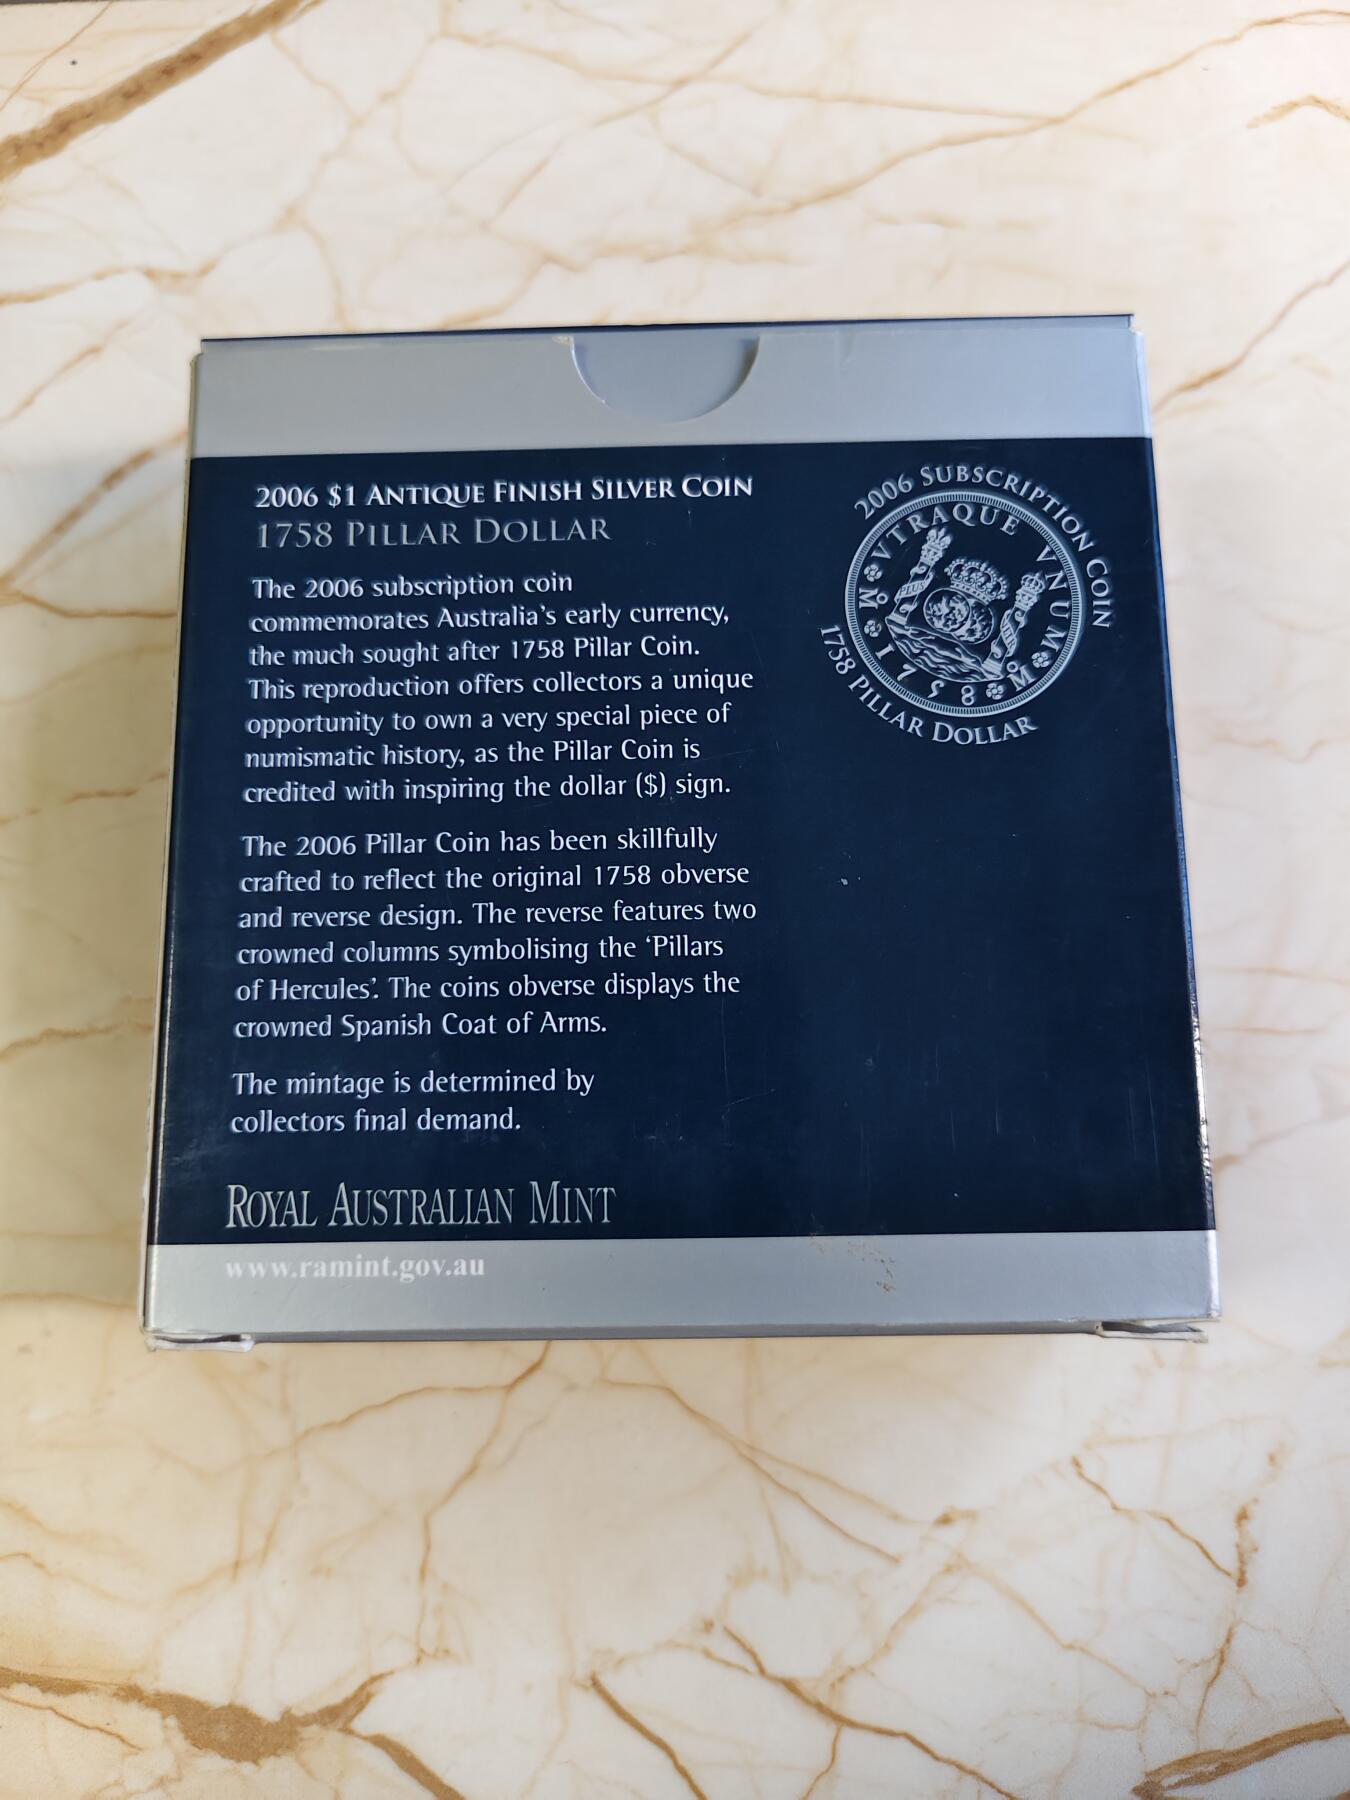 2006 $1 ANTIQUE FINISH SILVER COIN
1758 PILLAR DOLLAR
The 2006 subscription coin
commemorates Australia's early currency,
the much sought after 1758 Pillar Coin.
This reproduction offers collectors a unique
opportunity to own a very special piece of
numismatic history, as the Pillar Coin is
credited with inspiring the dollar ($) sign.
The 2006 Pillar Coin has been skillfully
crafted to reflect the original 1758 obverse
and reverse design. The reverse features two
crowned columns symbolising the ‘Pillars
of Hercules’. The coins obverse displays the
crowned Spanish Coat of Arms.
The mintage is determined by
collectors final demand.
ROYAL AUSTRALIAN MINT
www.ramint.gov.au
2006 SUBSCRIPTION COIN
VTRAQUE VNUM
M 1758 M
1758 PILLAR DOLLAR